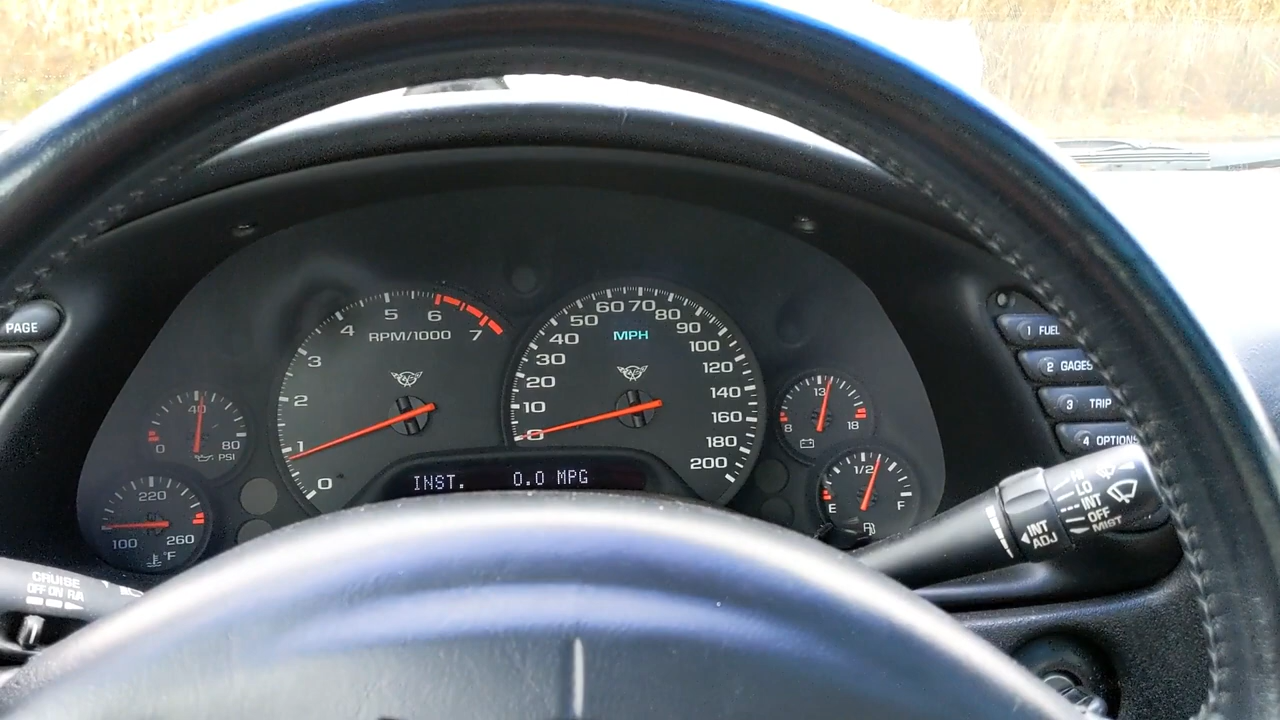 PAGE
RPM/1000
0
1
2
3
4
5
6
7
MPH
0
10
20
30
40
50
60
70
80
90
100
120
140
160
180
200
0
40
80
PSI
100
220
260
°F
8
13
18
E
1/2
F
INST. 0.0 MPG
1 FUEL
2 GAGES
3 TRIP
4 OPTIONS
CRUISE
OFF ON R/A
LO
INT
OFF
MIST
INT
ADJ